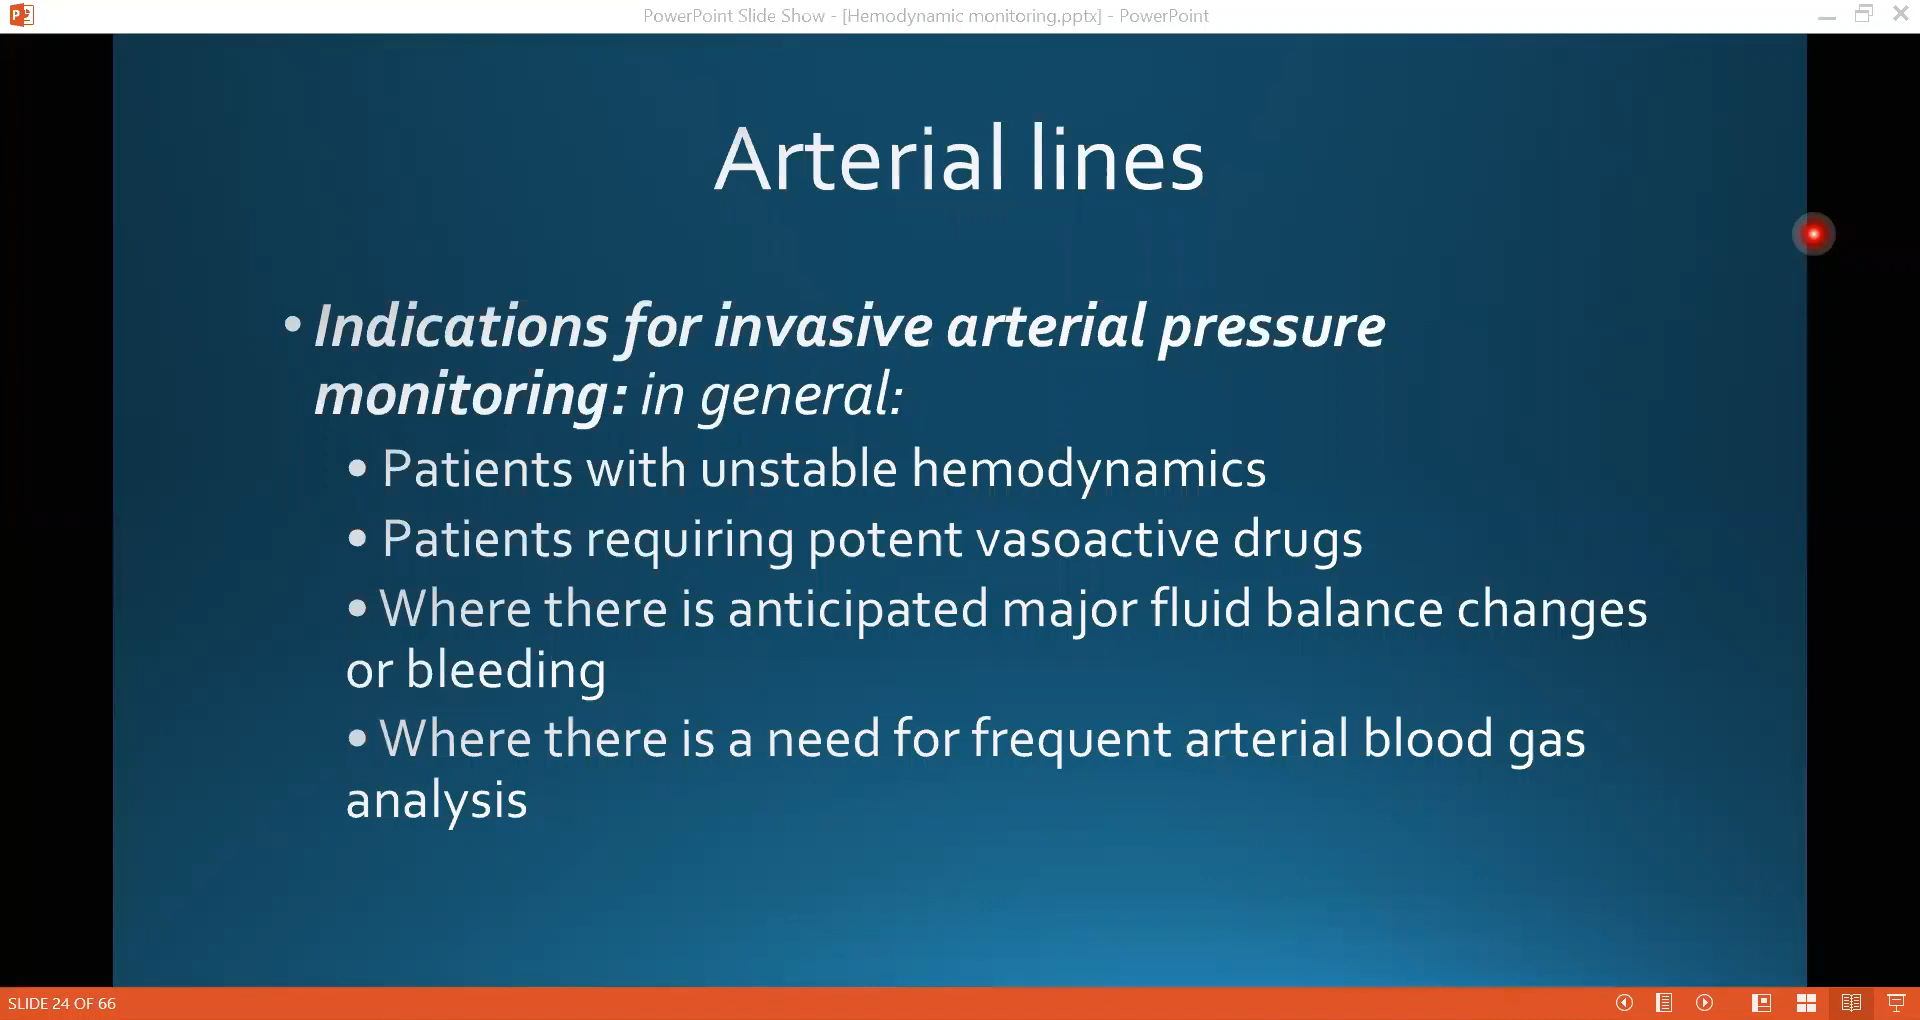 PowerPoint Slide Show - [Hemodynamic monitoring.pptx] - PowerPoint
Arterial lines
• Indications for invasive arterial pressure
monitoring: in general:
• Patients with unstable hemodynamics
• Patients requiring potent vasoactive drugs
• Where there is anticipated major fluid balance changes
or bleeding
• Where there is a need for frequent arterial blood gas
analysis
SLIDE 24 OF 66